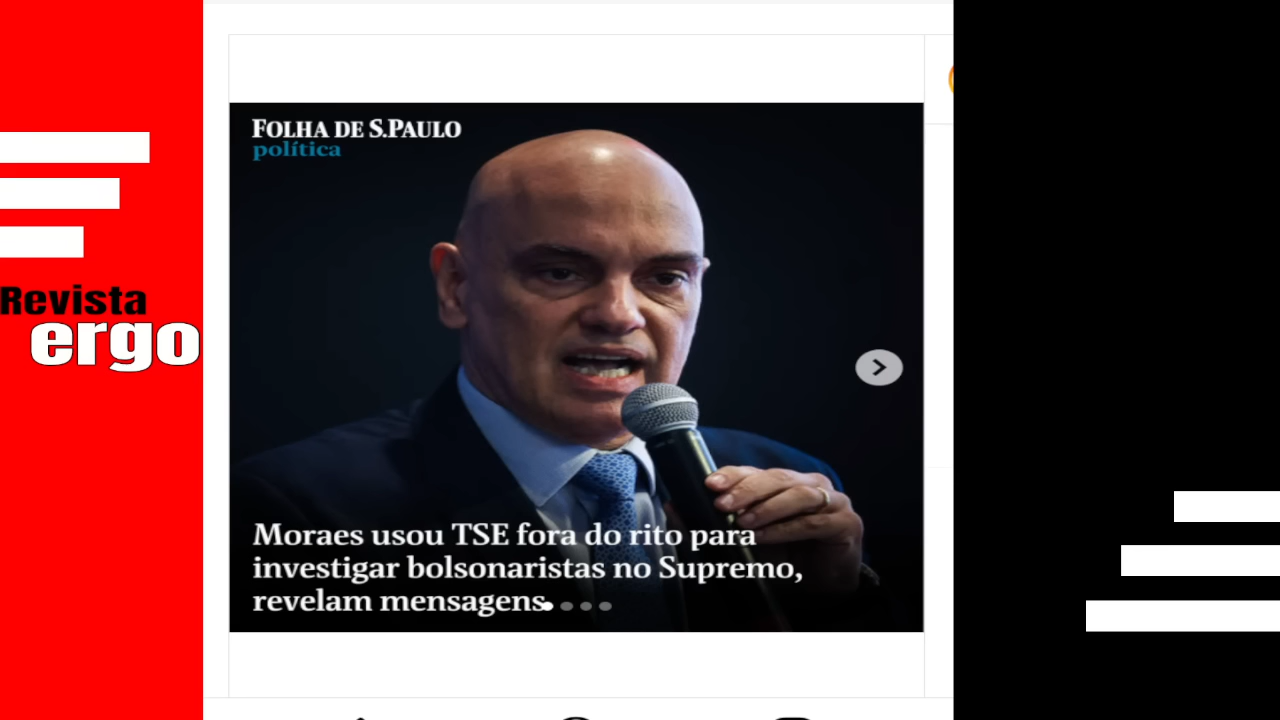 FOLHA DE S.PAULO
política
Revista
ergo
Moraes usou TSE fora do rito para
investigar bolsonaristas no Supremo,
revelam mensagens